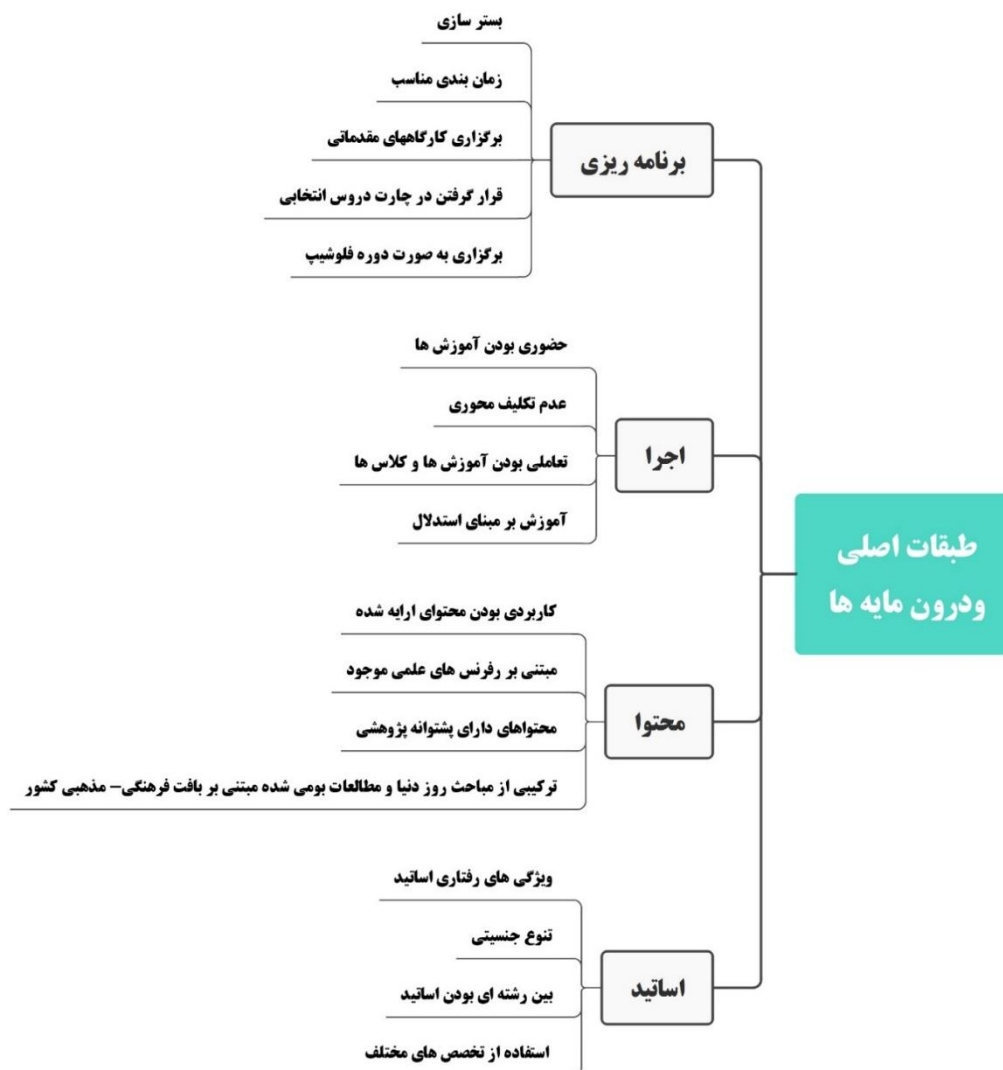 طبقات اصلی
ودرون مایه ها
برنامه ریزی
بستر سازی
زمان بندی مناسب
برگزاری کارگاههای مقدماتی
قرار گرفتن در چارت دروس انتخابی
برگزاری به صورت دوره فلوشیپ
اجرا
حضوری بودن آموزش ها
عدم تکلیف محوری
تعاملی بودن آموزش ها و کلاس ها
آموزش بر مبنای استدلال
محتوا
کاربردی بودن محتوای ارایه شده
مبتنی بر رفرنس های علمی موجود
محتواهای دارای پشتوانه پژوهشی
ترکیبی از مباحث روز دنیا و مطالعات بومی شده مبتنی بر بافت فرهنگی– مذهبی کشور
اساتید
ویژگی های رفتاری اساتید
تنوع جنسیتی
بین رشته ای بودن اساتید
استفاده از تخصص های مختلف